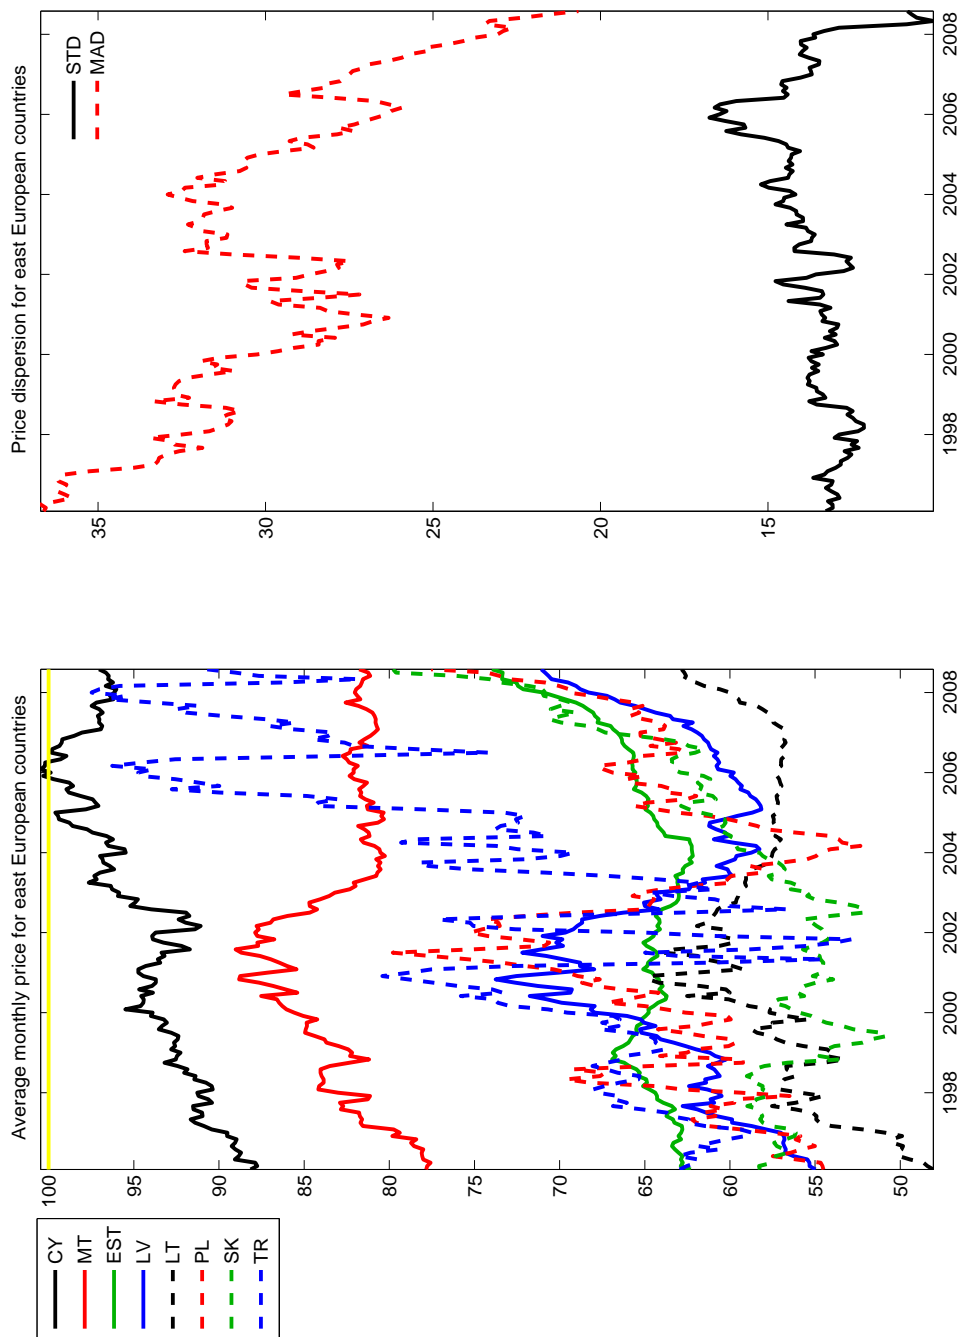 Average monthly price for east European countries
100
95
90
85
80
75
70
65
60
55
50
1998
2000
2002
2004
2006
2008
CY
MT
EST
LV
LT
PL
SK
TR
Price dispersion for east European countries
35
30
25
20
15
1998
2000
2002
2004
2006
2008
STD
MAD